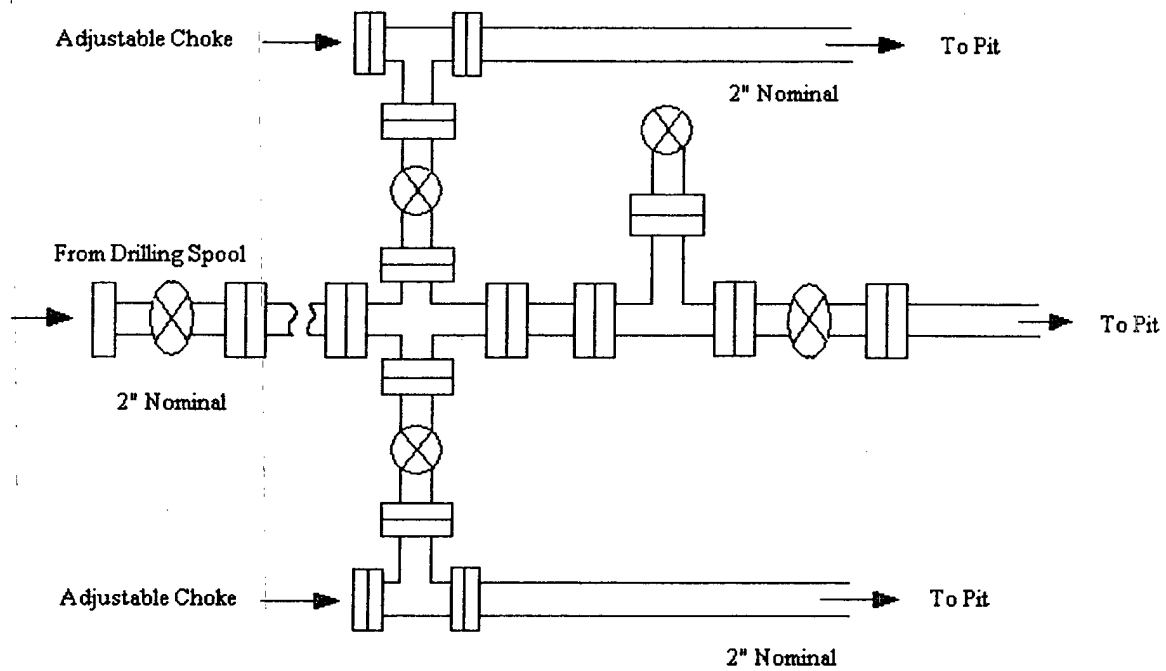 Adjustable Choke
To Pit
2" Nominal
From Drilling Spool
To Pit
2" Nominal
Adjustable Choke
To Pit
2" Nominal